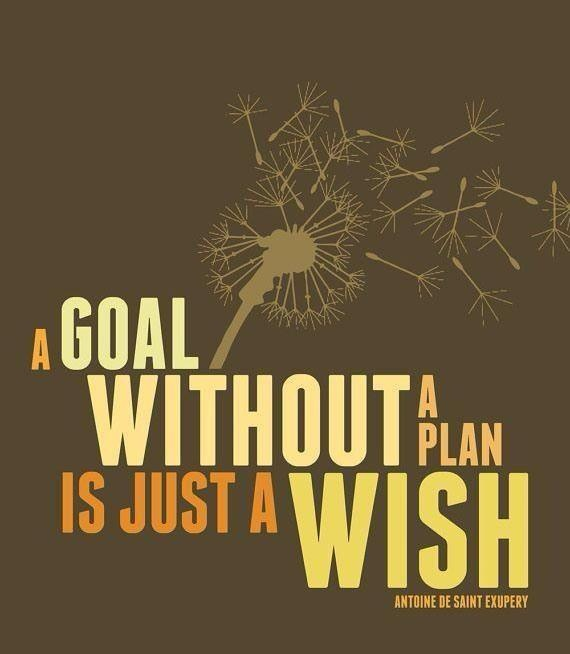 A GOAL
WITHOUT A PLAN
IS JUST A WISH
ANTOINE DE SAINT EXUPERY